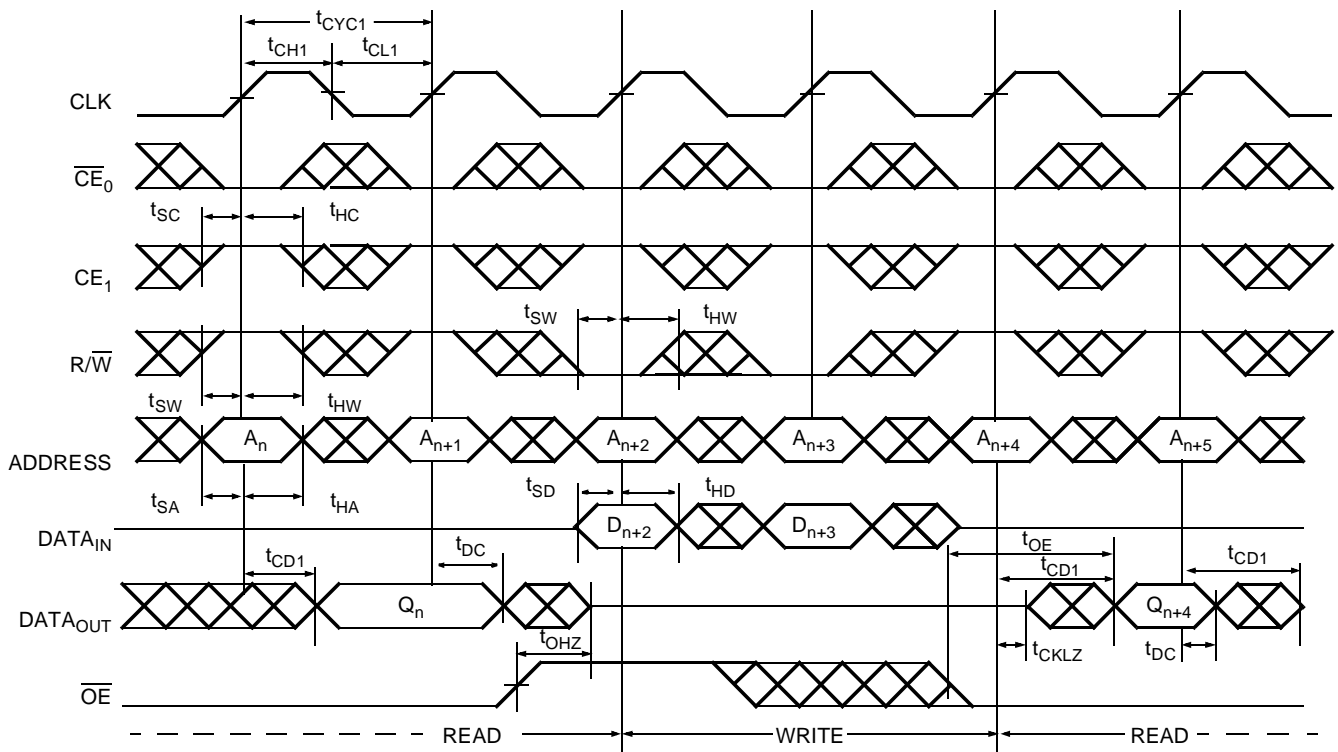 tCYC1
tCH1 tCL1
CLK
CE0
tSC tHC
CE1
tSW tHW
R/W
tSW tHW
ADDRESS An An+1 An+2 An+3 An+4 An+5
tSA tHA tSD tHD
DATAIN Dn+2 Dn+3
tOE
tCD1 tDC tCD1 tCD1
DATAOUT Qn Qn+4
tOHZ tCKLZ tDC
OE
READ WRITE READ